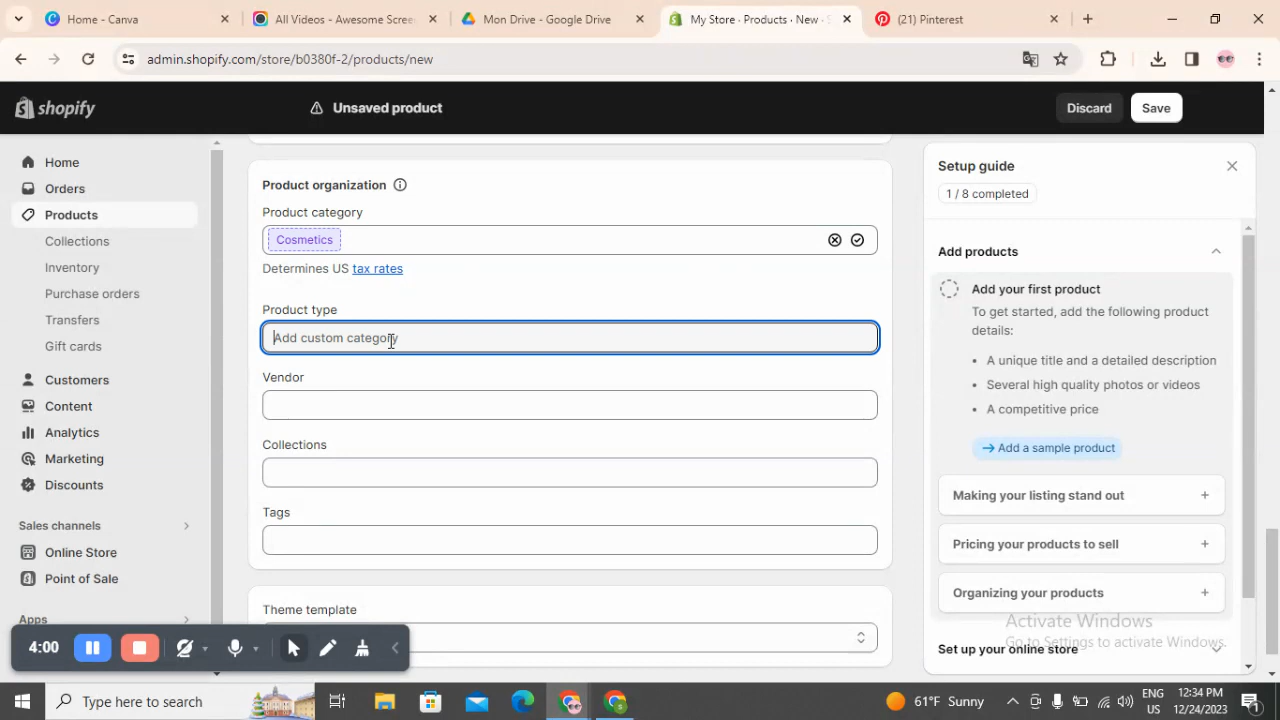 Home - Canva
All Videos - Awesome Scree
Mon Drive - Google Drive
My Store · Products · New · S
(21) Pinterest
admin.shopify.com/store/b0380f-2/products/new
shopify
Unsaved product
Discard
Save
Home
Orders
Products
Collections
Inventory
Purchase orders
Transfers
Gift cards
Customers
Content
Analytics
Marketing
Discounts
Sales channels
Online Store
Point of Sale
Apps
Product organization
Product category
Cosmetics
Determines US tax rates
Product type
Add custom category
Vendor
Collections
Tags
Theme template
Setup guide
1 / 8 completed
Add products
Add your first product
To get started, add the following product
details:
A unique title and a detailed description
Several high quality photos or videos
A competitive price
Add a sample product
Making your listing stand out
Pricing your products to sell
Organizing your products
Activate Windows
Go to Settings to activate Windows.
Set up your online store
4:00
Type here to search
61°F Sunny
ENG
US
12:34 PM
12/24/2023
1